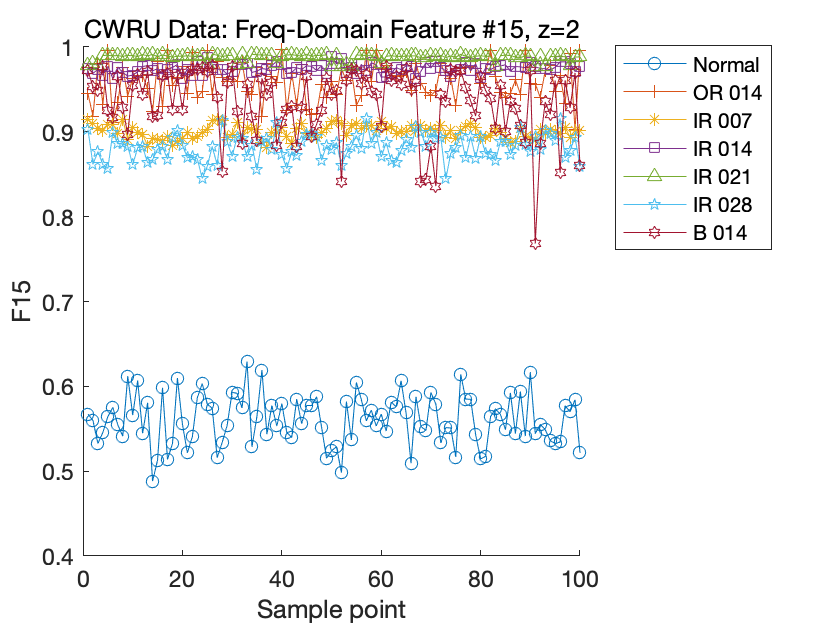 CWRU Data: Freq-Domain Feature #15, z=2
1
0.9
0.8
0.7
0.6
0.5
0.4
F15
0
20
40
60
80
100
Sample point
Normal
OR 014
IR 007
IR 014
IR 021
IR 028
B 014